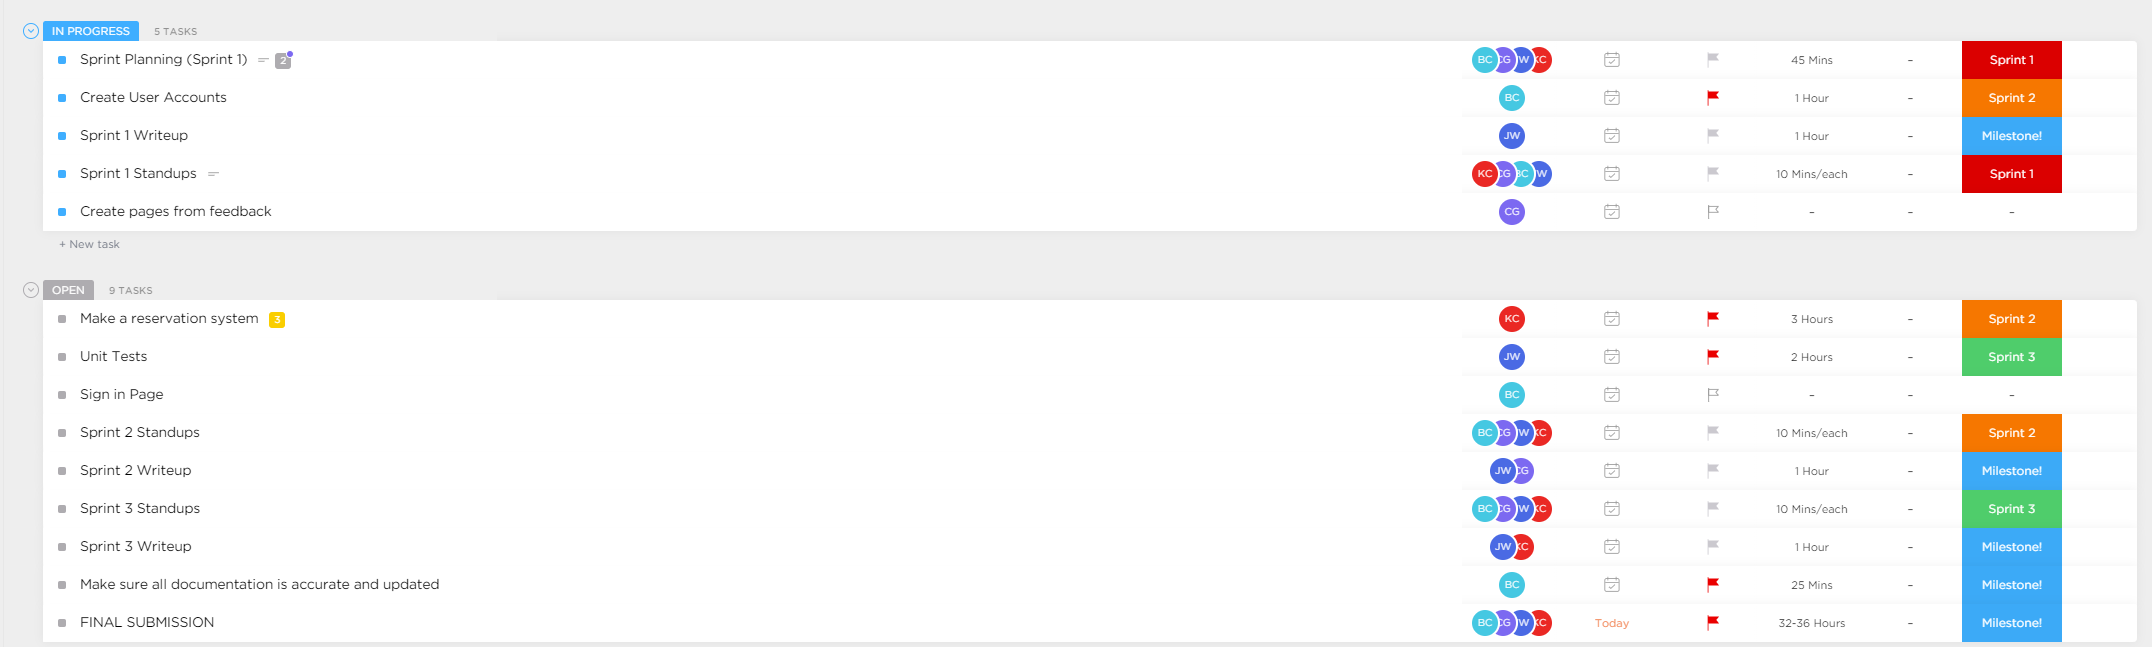 IN PROGRESS 5 TASKS
Sprint Planning (Sprint 1) 2 BC CG JW KC 45 Mins - Sprint 1
Create User Accounts BC 1 Hour - Sprint 2
Sprint 1 Writeup JW 1 Hour - Milestone!
Sprint 1 Standups KC CG BC JW 10 Mins/each - Sprint 1
Create pages from feedback CG - - -
+ New task
OPEN 9 TASKS
Make a reservation system 3 KC 3 Hours - Sprint 2
Unit Tests JW 2 Hours - Sprint 3
Sign in Page BC - - -
Sprint 2 Standups BC CG JW KC 10 Mins/each - Sprint 2
Sprint 2 Writeup JW CG 1 Hour - Milestone!
Sprint 3 Standups BC CG JW KC 10 Mins/each - Sprint 3
Sprint 3 Writeup JW KC 1 Hour - Milestone!
Make sure all documentation is accurate and updated BC 25 Mins - Milestone!
FINAL SUBMISSION BC CG JW KC Today 32-36 Hours - Milestone!